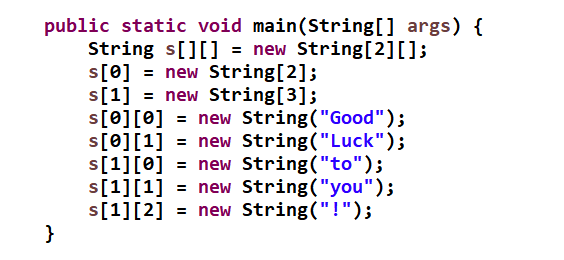 public static void main(String[] args) {
    String s[][] = new String[2][];
    s[0] = new String[2];
    s[1] = new String[3];
    s[0][0] = new String("Good");
    s[0][1] = new String("Luck");
    s[1][0] = new String("to");
    s[1][1] = new String("you");
    s[1][2] = new String("!");
}